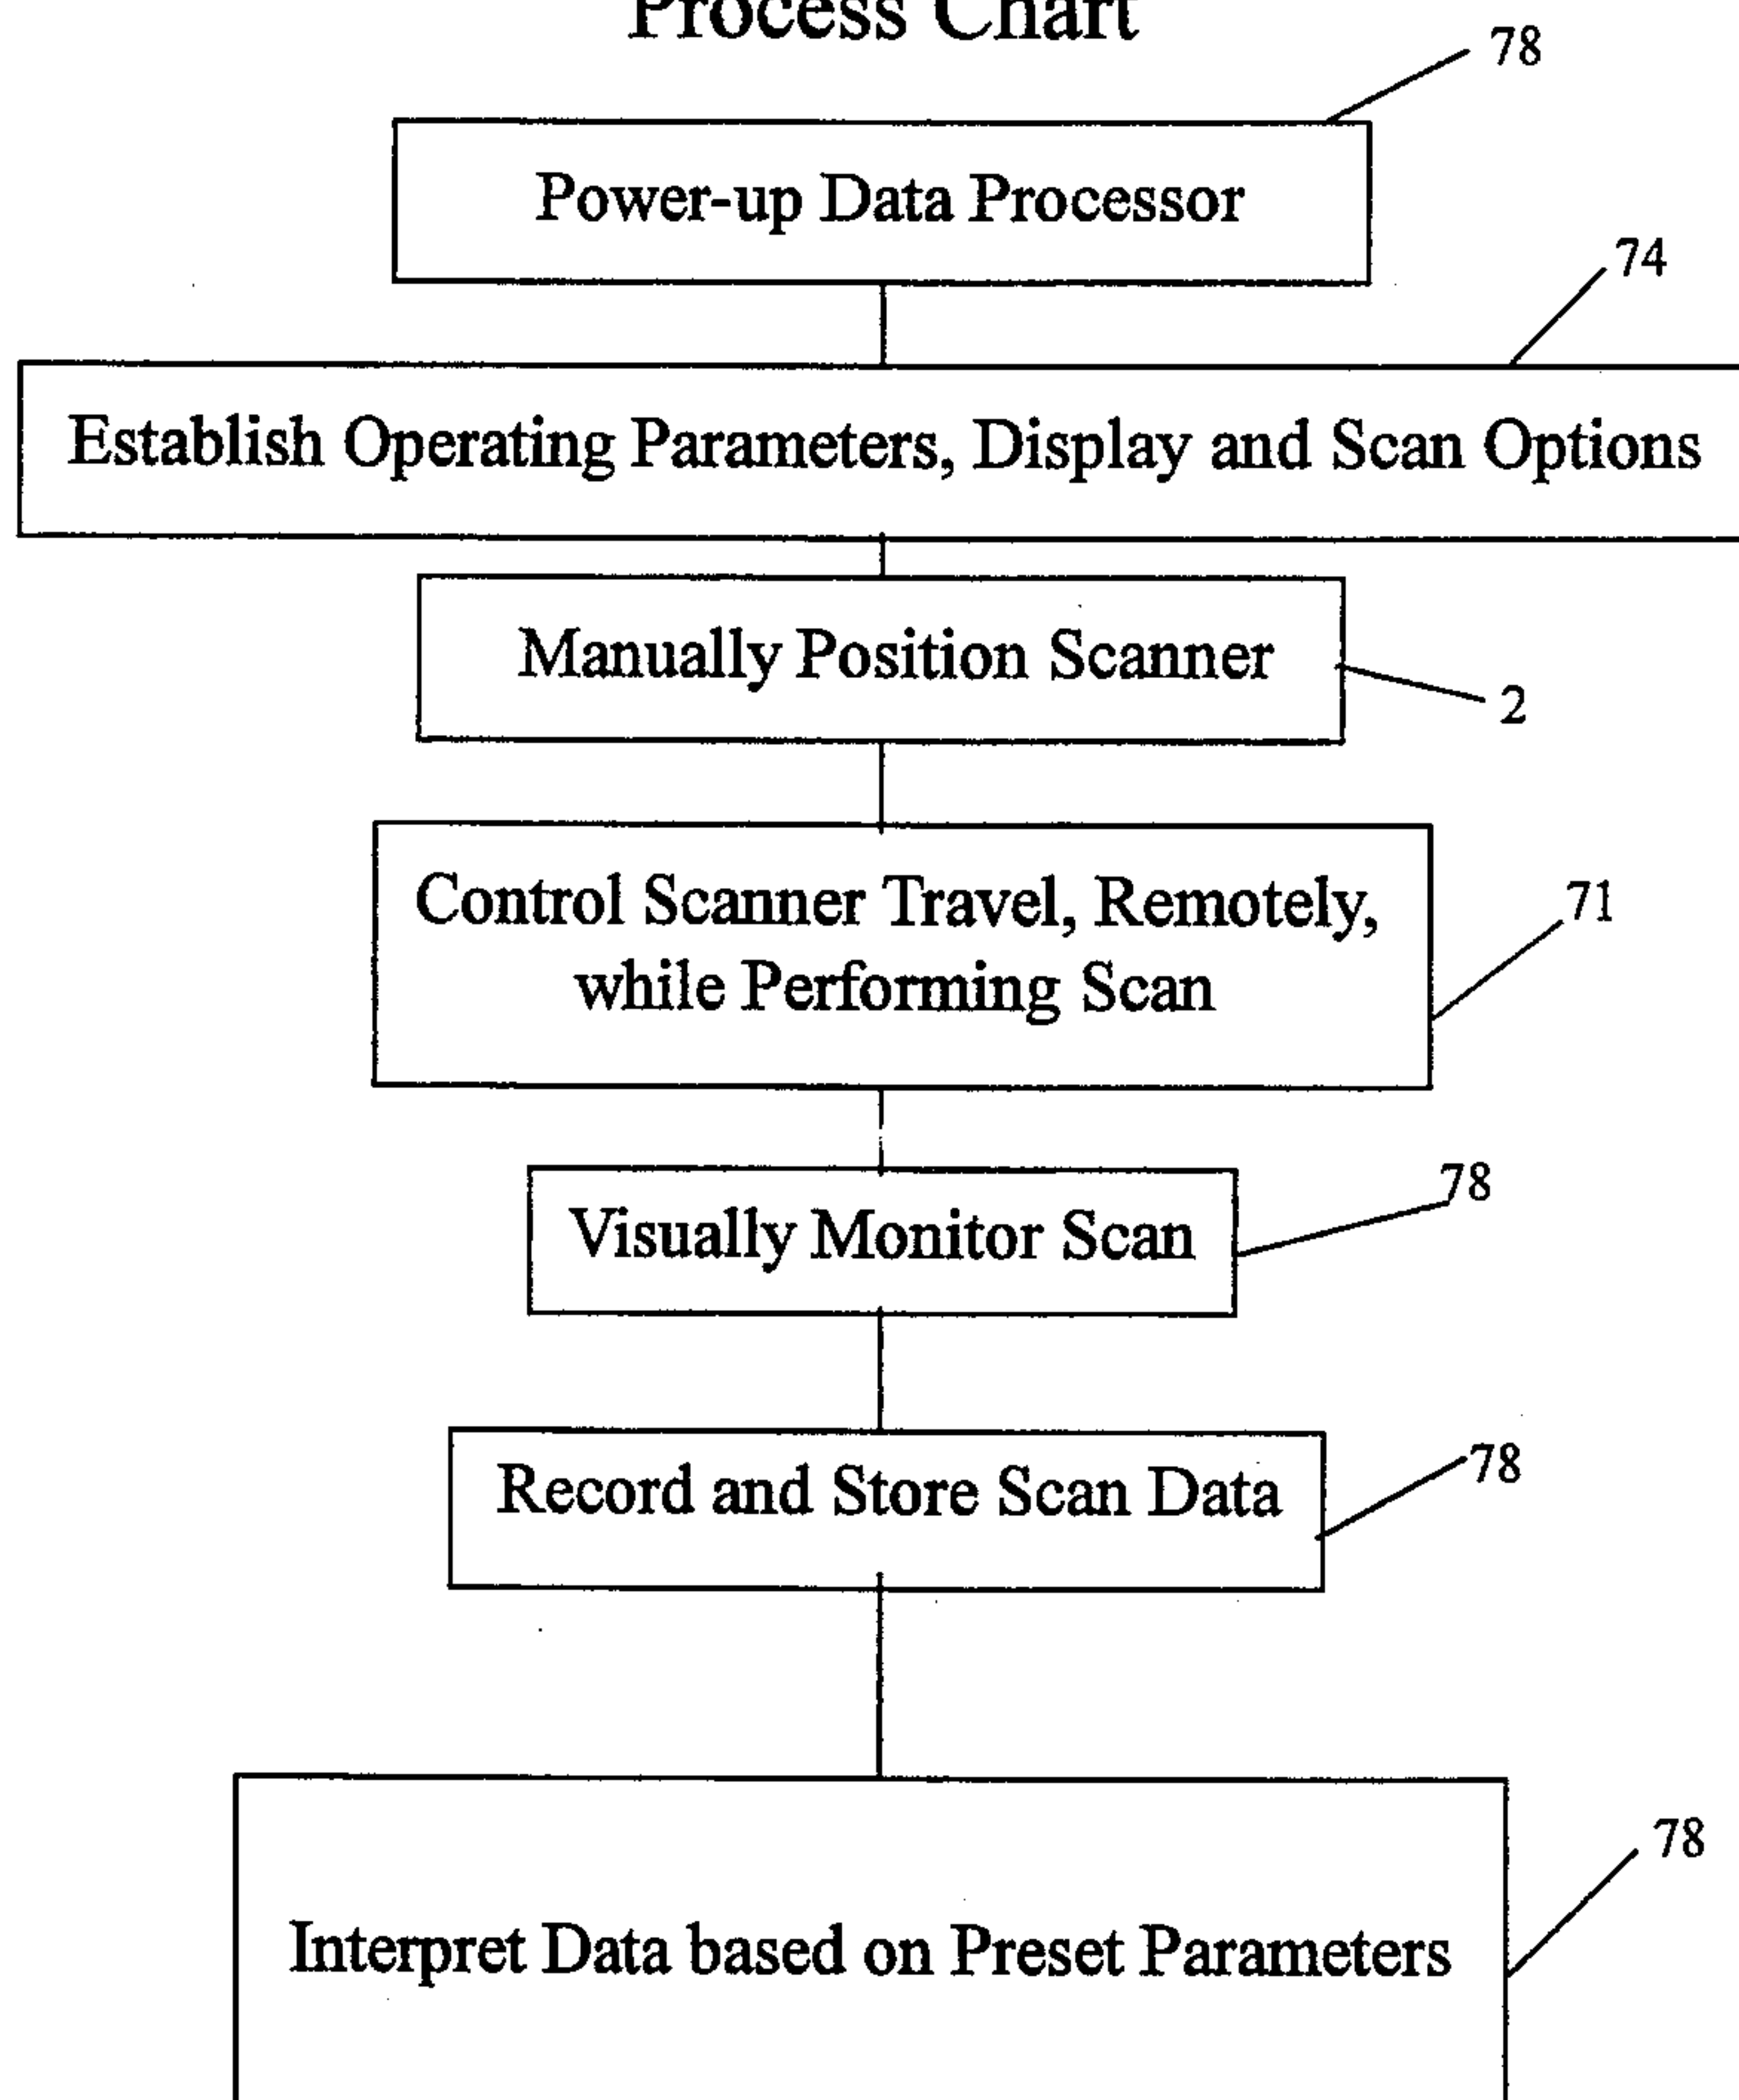 Process Chart
78
Power-up Data Processor
74
Establish Operating Parameters, Display and Scan Options
Manually Position Scanner
2
Control Scanner Travel, Remotely,
while Performing Scan
71
Visually Monitor Scan
78
Record and Store Scan Data
78
78
Interpret Data based on Preset Parameters